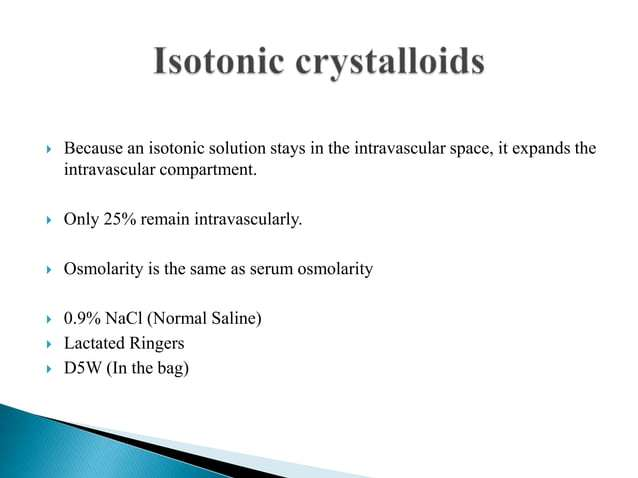 Isotonic crystalloids
Because an isotonic solution stays in the intravascular space, it expands the
intravascular compartment.
Only 25% remain intravascularly.
Osmolarity is the same as serum osmolarity
0.9% NaCl (Normal Saline)
Lactated Ringers
D5W (In the bag)